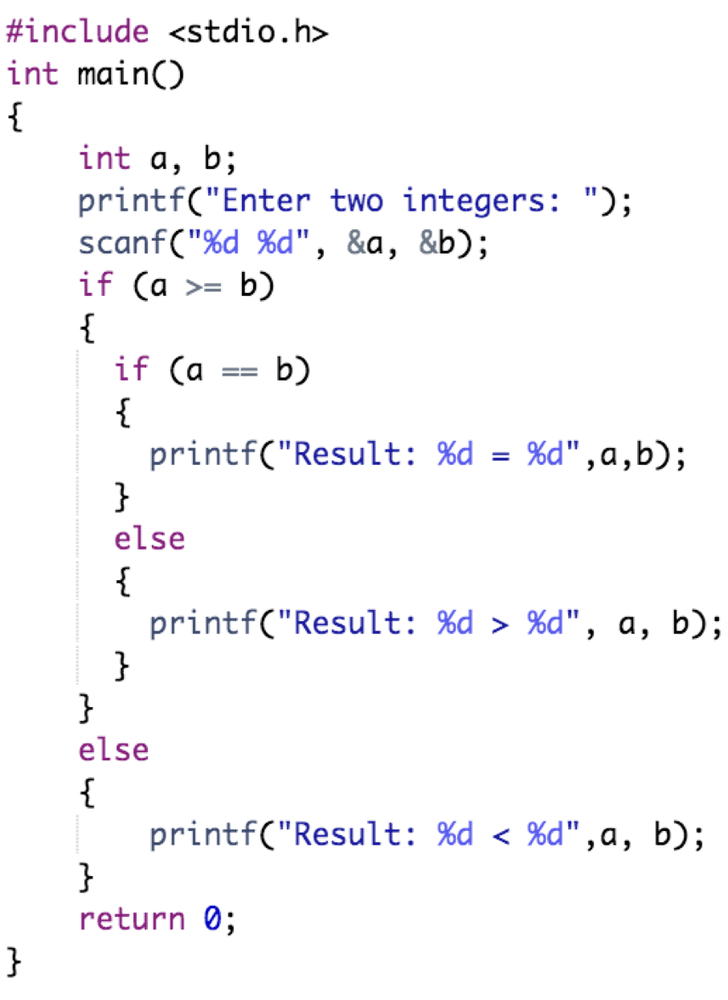 #include <stdio.h>
int main()
{
    int a, b;
    printf("Enter two integers: ");
    scanf("%d %d", &a, &b);
    if (a >= b)
    {
      if (a == b)
      {
        printf("Result: %d = %d",a,b);
      }
      else
      {
        printf("Result: %d > %d", a, b);
      }
    }
    else
    {
        printf("Result: %d < %d",a, b);
    }
    return 0;
}